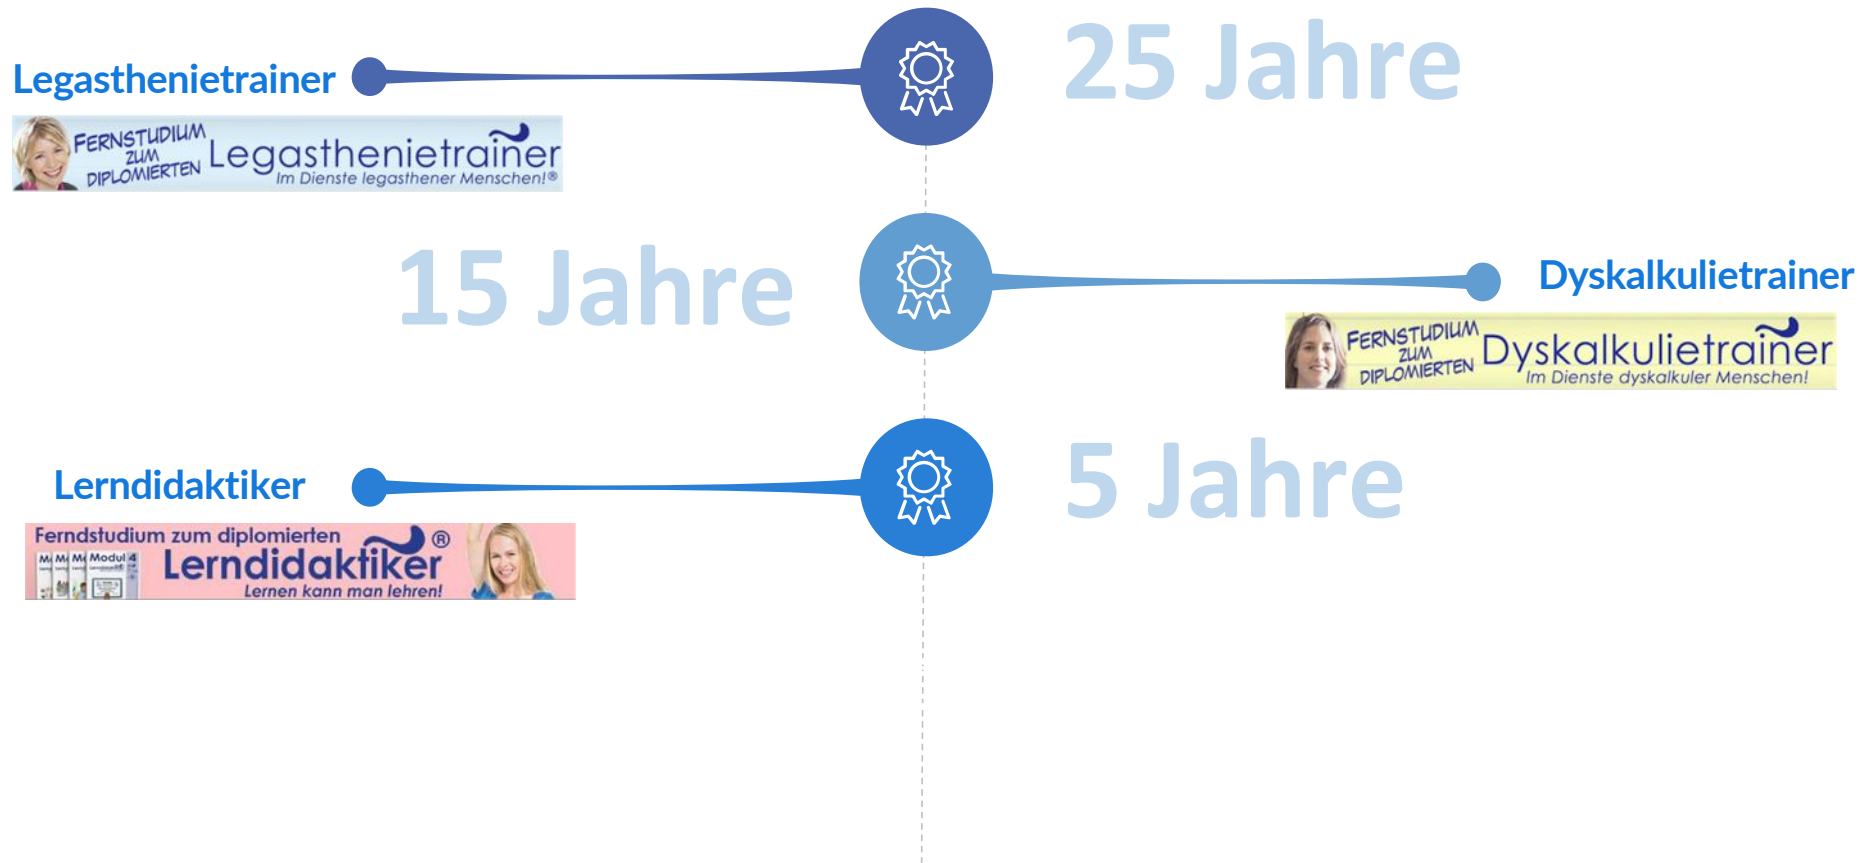 25 Jahre
Legasthenietrainer
FERNSTUDIUM
ZUM
DIPLOMIERTEN
Legasthenietrainer
Im Dienste legasthener Menschen!®
15 Jahre
Dyskalkulietrainer
FERNSTUDIUM
ZUM
DIPLOMIERTEN
Dyskalkulietrainer
Im Dienste dyskalkuler Menschen!
5 Jahre
Lerndidaktiker
Ferndstudium zum diplomierten
Lerndidaktiker®
Lernen kann man lehren!
Modul 4